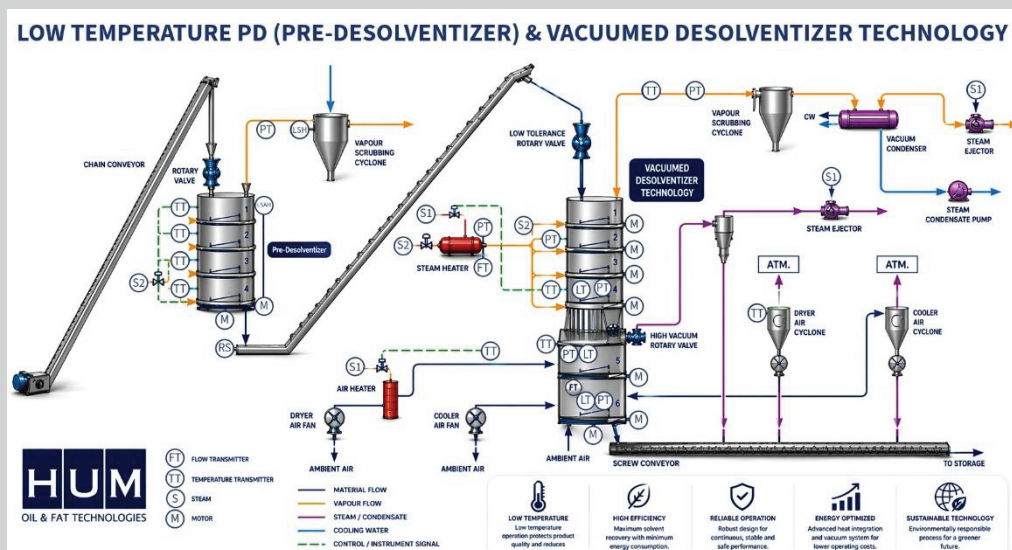 LOW TEMPERATURE PD (PRE-DESOLVENTIZER) & VACUUMED DESOLVENTIZER TECHNOLOGY
CHAIN CONVEYOR
ROTARY
VALVE
PT
LSH
VAPOUR
SCRUBBING
CYCLONE
TT
TT
TT
TT
S2
1
2
3
4
LSAH
M
M
Pre-Desolventizer
RS
LOW TOLERANCE
ROTARY VALVE
VACUUMED
DESOLVENTIZER
TECHNOLOGY
TT
PT
VAPOUR
SCRUBBING
CYCLONE
CW
VACUUM
CONDENSER
S1
STEAM
EJECTOR
STEAM
CONDENSATE PUMP
S1
STEAM EJECTOR
S1
S2
PT
FT
STEAM HEATER
S2
PT
TT
LT
PT
1
2
3
4
M
M
M
M
HIGH VACUUM
ROTARY VALVE
TT
PT
LT
5
M
FT
LT
PT
6
M
M
S1
TT
AIR HEATER
DRYER
AIR FAN
AMBIENT AIR
COOLER
AIR FAN
AMBIENT AIR
AMBIENT AIR
ATM.
TT
DRYER
AIR
CYCLONE
ATM.
COOLER
AIR
CYCLONE
SCREW CONVEYOR
TO STORAGE
HUM
OIL & FAT TECHNOLOGIES
FT FLOW TRANSMITTER
TT TEMPERATURE TRANSMITTER
S STEAM
M MOTOR
MATERIAL FLOW
VAPOUR FLOW
STEAM / CONDENSATE
COOLING WATER
CONTROL / INSTRUMENT SIGNAL
LOW TEMPERATURE
Low temperature
operation protects product
quality and reduces
HIGH EFFICIENCY
Maximum solvent
recovery with minimum
energy consumption.
RELIABLE OPERATION
Robust design for
continuous, stable and
safe performance.
ENERGY OPTIMIZED
Advanced heat integration
and vacuum system for
lower operating costs.
SUSTAINABLE TECHNOLOGY
Environmentally responsible
process for a greener
future.